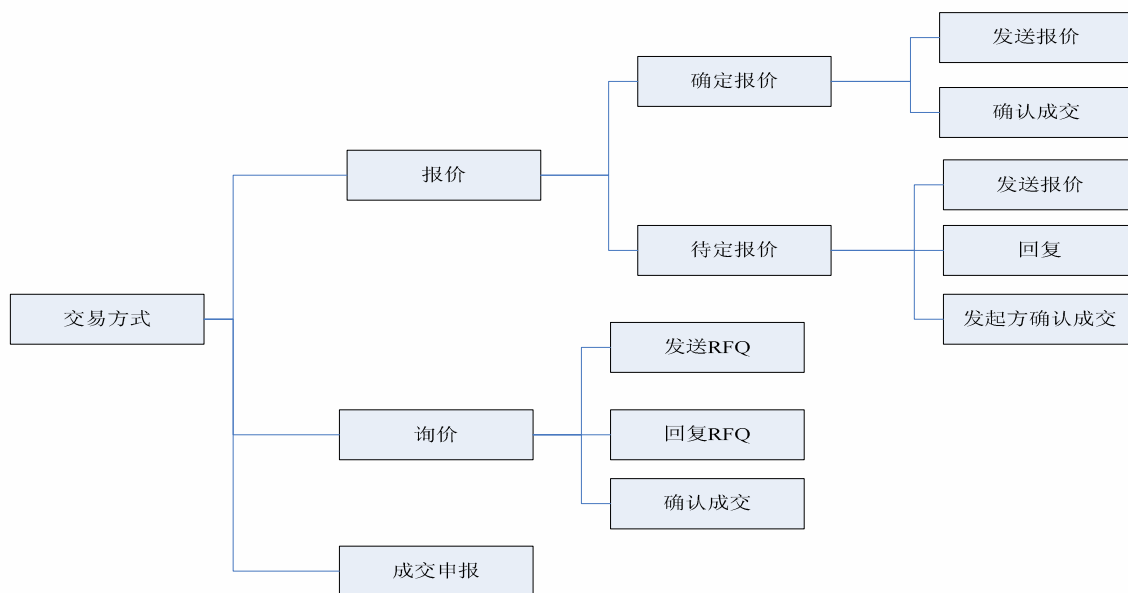 发送报价
确定报价
确认成交
报价
发送报价
待定报价
回复
交易方式
发起方确认成交
发送RFQ
询价
回复RFQ
确认成交
成交申报